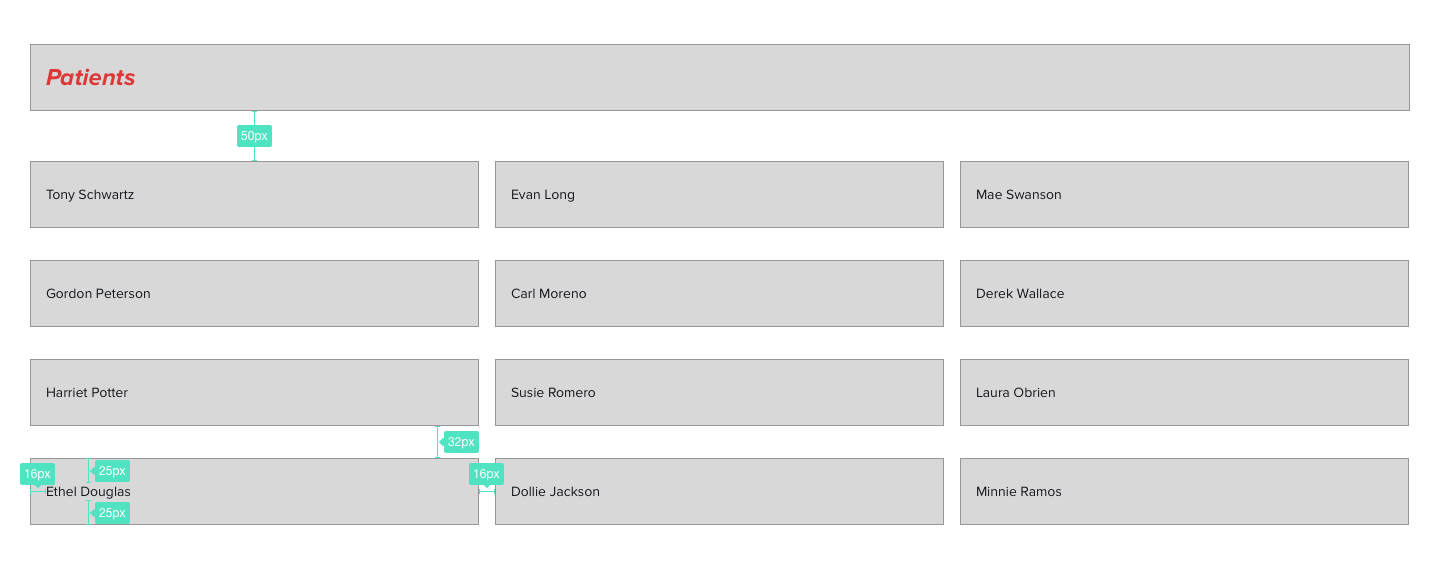 Patients
50px
Tony Schwartz
Evan Long
Mae Swanson
Gordon Peterson
Carl Moreno
Derek Wallace
Harriet Potter
Susie Romero
Laura Obrien
32px
16px
25px
16px
Ethel Douglas
Dollie Jackson
Minnie Ramos
25px